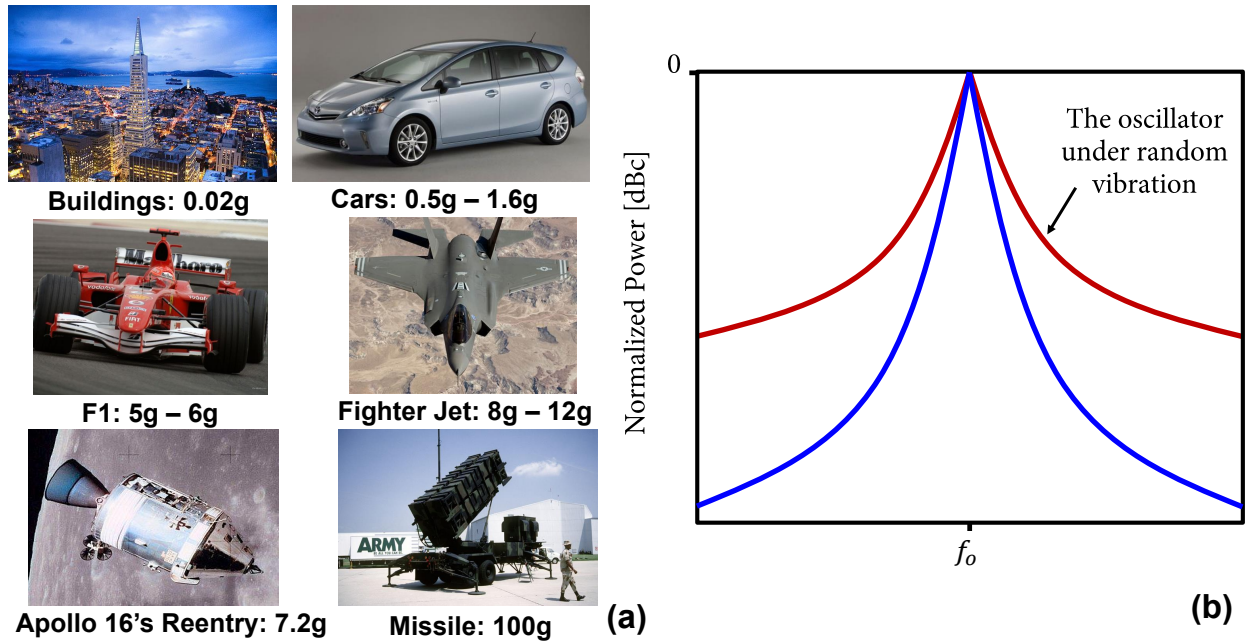 Buildings: 0.02g
Cars: 0.5g – 1.6g
F1: 5g – 6g
Fighter Jet: 8g – 12g
ARMY
Apollo 16's Reentry: 7.2g
Missile: 100g
(a)
0
Normalized Power [dBc]
The oscillator
under random
vibration
fₒ
(b)